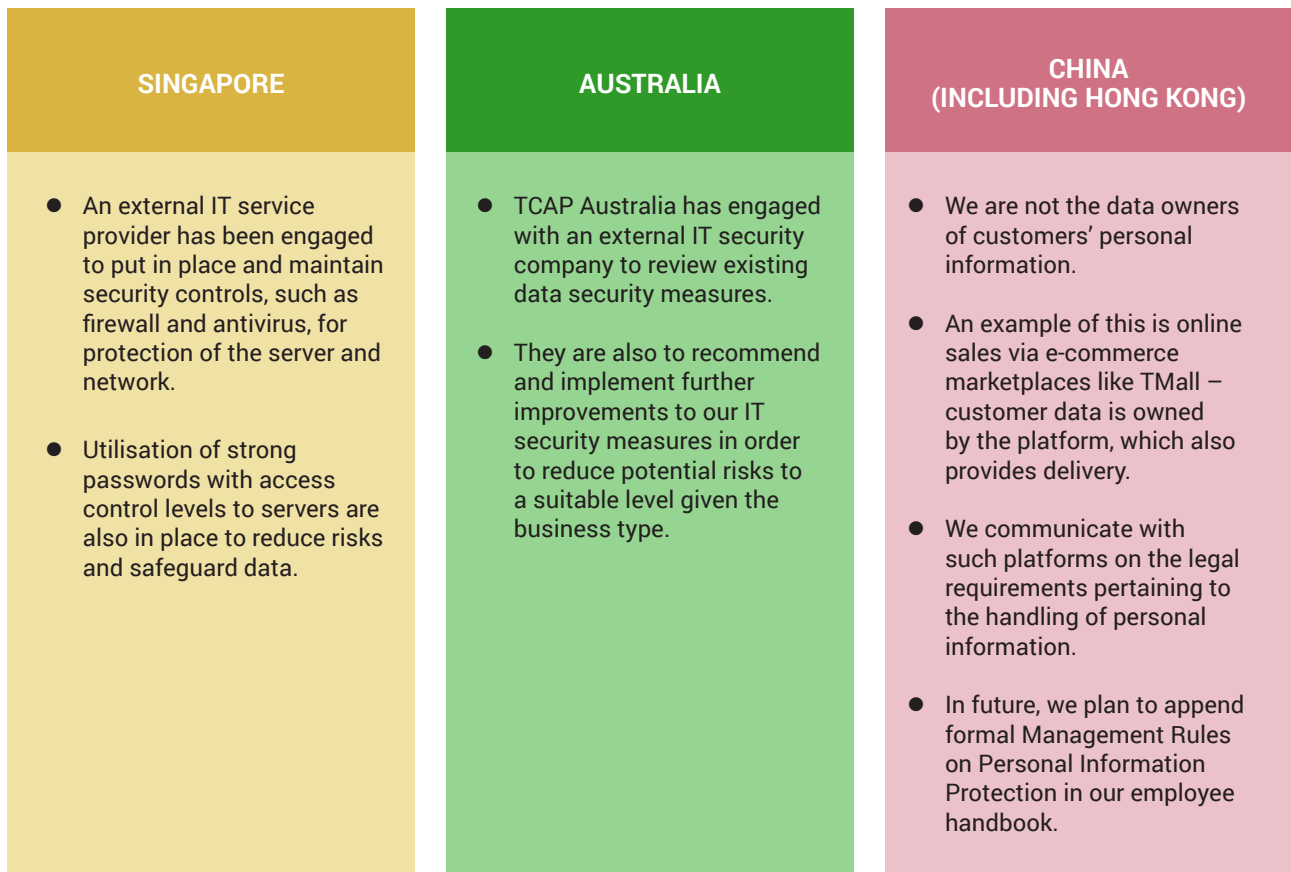 SINGAPORE
● An external IT service
provider has been engaged
to put in place and maintain
security controls, such as
firewall and antivirus, for
protection of the server and
network.
● Utilisation of strong
passwords with access
control levels to servers are
also in place to reduce risks
and safeguard data.
AUSTRALIA
● TCAP Australia has engaged
with an external IT security
company to review existing
data security measures.
● They are also to recommend
and implement further
improvements to our IT
security measures in order
to reduce potential risks to
a suitable level given the
business type.
CHINA
(INCLUDING HONG KONG)
● We are not the data owners
of customers’ personal
information.
● An example of this is online
sales via e-commerce
marketplaces like TMall –
customer data is owned
by the platform, which also
provides delivery.
● We communicate with
such platforms on the legal
requirements pertaining to
the handling of personal
information.
● In future, we plan to append
formal Management Rules
on Personal Information
Protection in our employee
handbook.